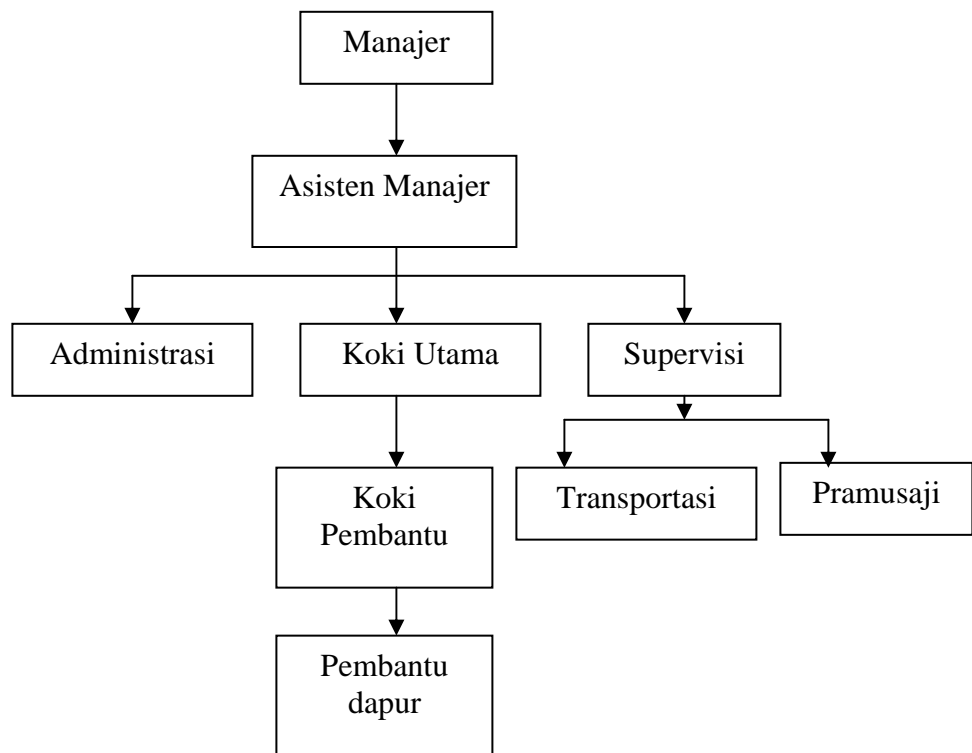 Manajer
Asisten Manajer
Administrasi
Koki Utama
Supervisi
Koki
Pembantu
Transportasi
Pramusaji
Pembantu
dapur